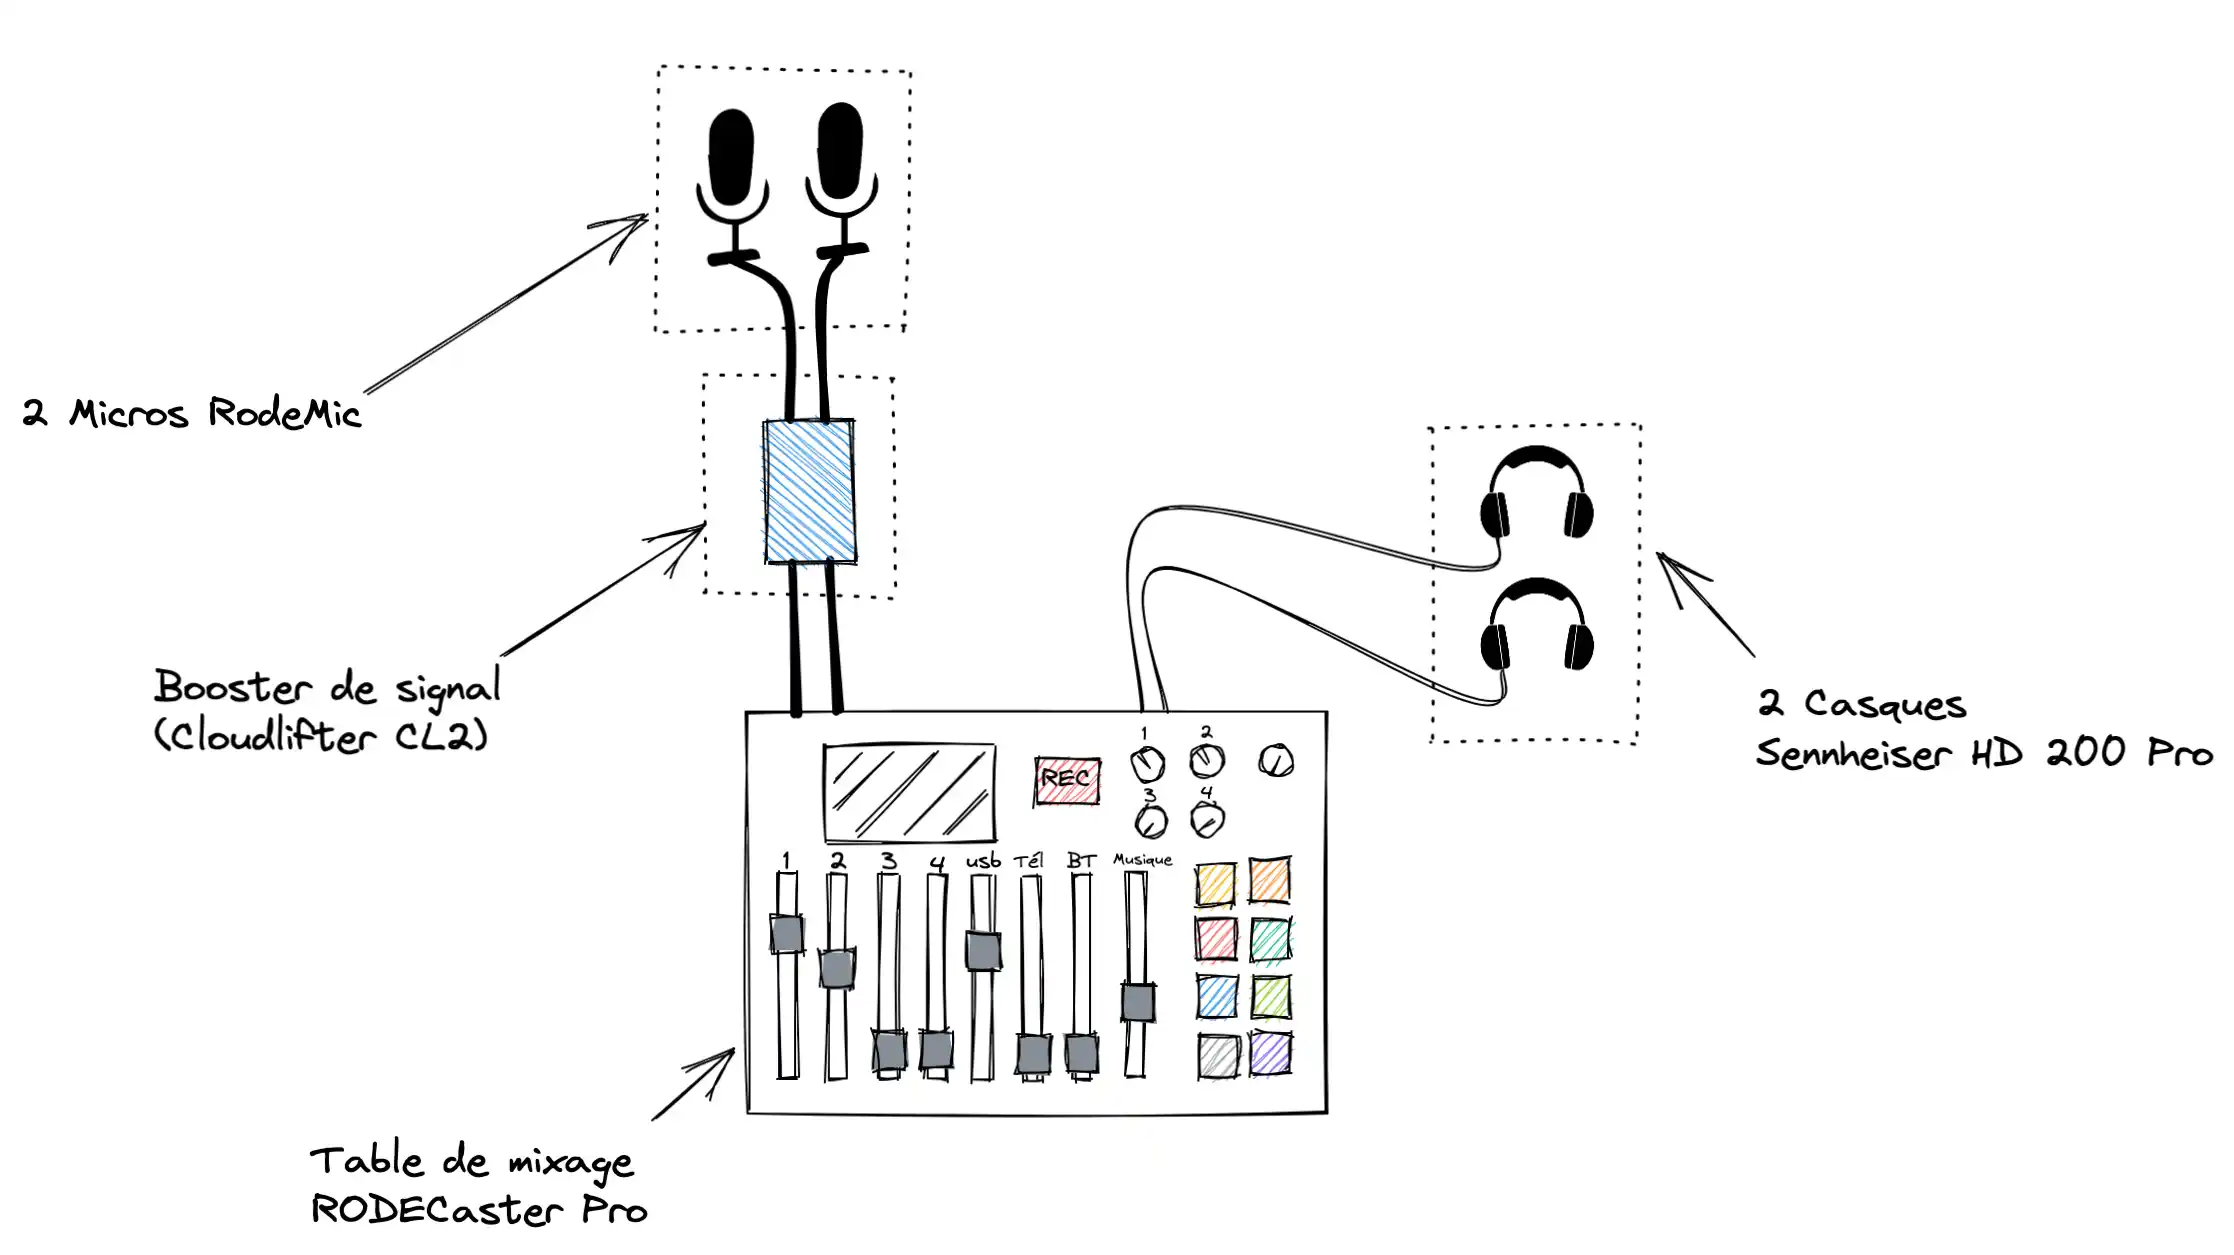 2 Micros RodeMic
Booster de signal
(Cloudlifter CL2)
2 Casques
Sennheiser HD 200 Pro
REC
1 2
3 4
1 2 3 4 usb Tél BT Musique
Table de mixage
RODECaster Pro